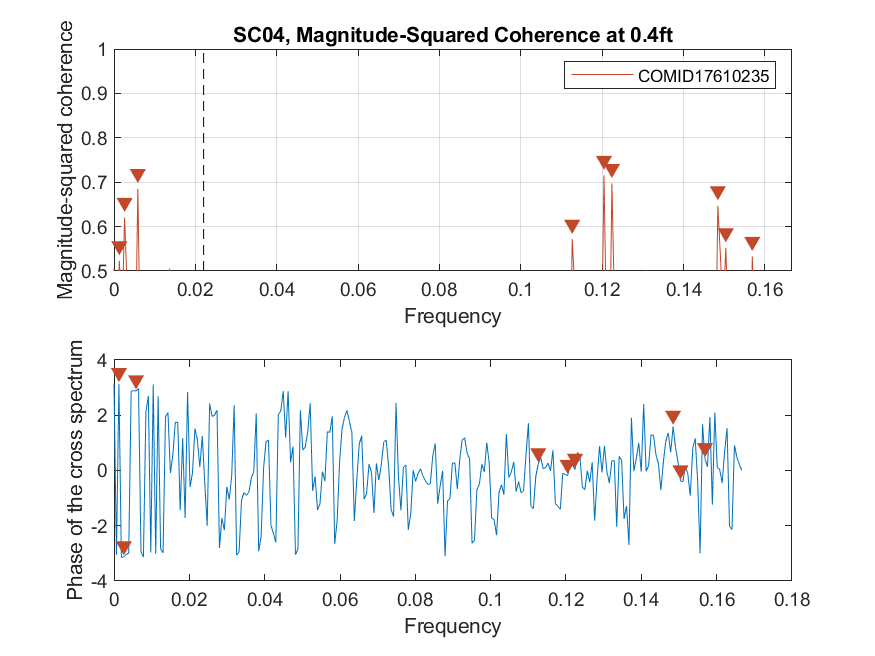 SC04, Magnitude-Squared Coherence at 0.4ft
Magnitude-squared coherence
1
0.9
0.8
0.7
0.6
0.5
COMID17610235
0 0.02 0.04 0.06 0.08 0.1 0.12 0.14 0.16
Frequency
Phase of the cross spectrum
4
2
0
-2
-4
0 0.02 0.04 0.06 0.08 0.1 0.12 0.14 0.16 0.18
Frequency